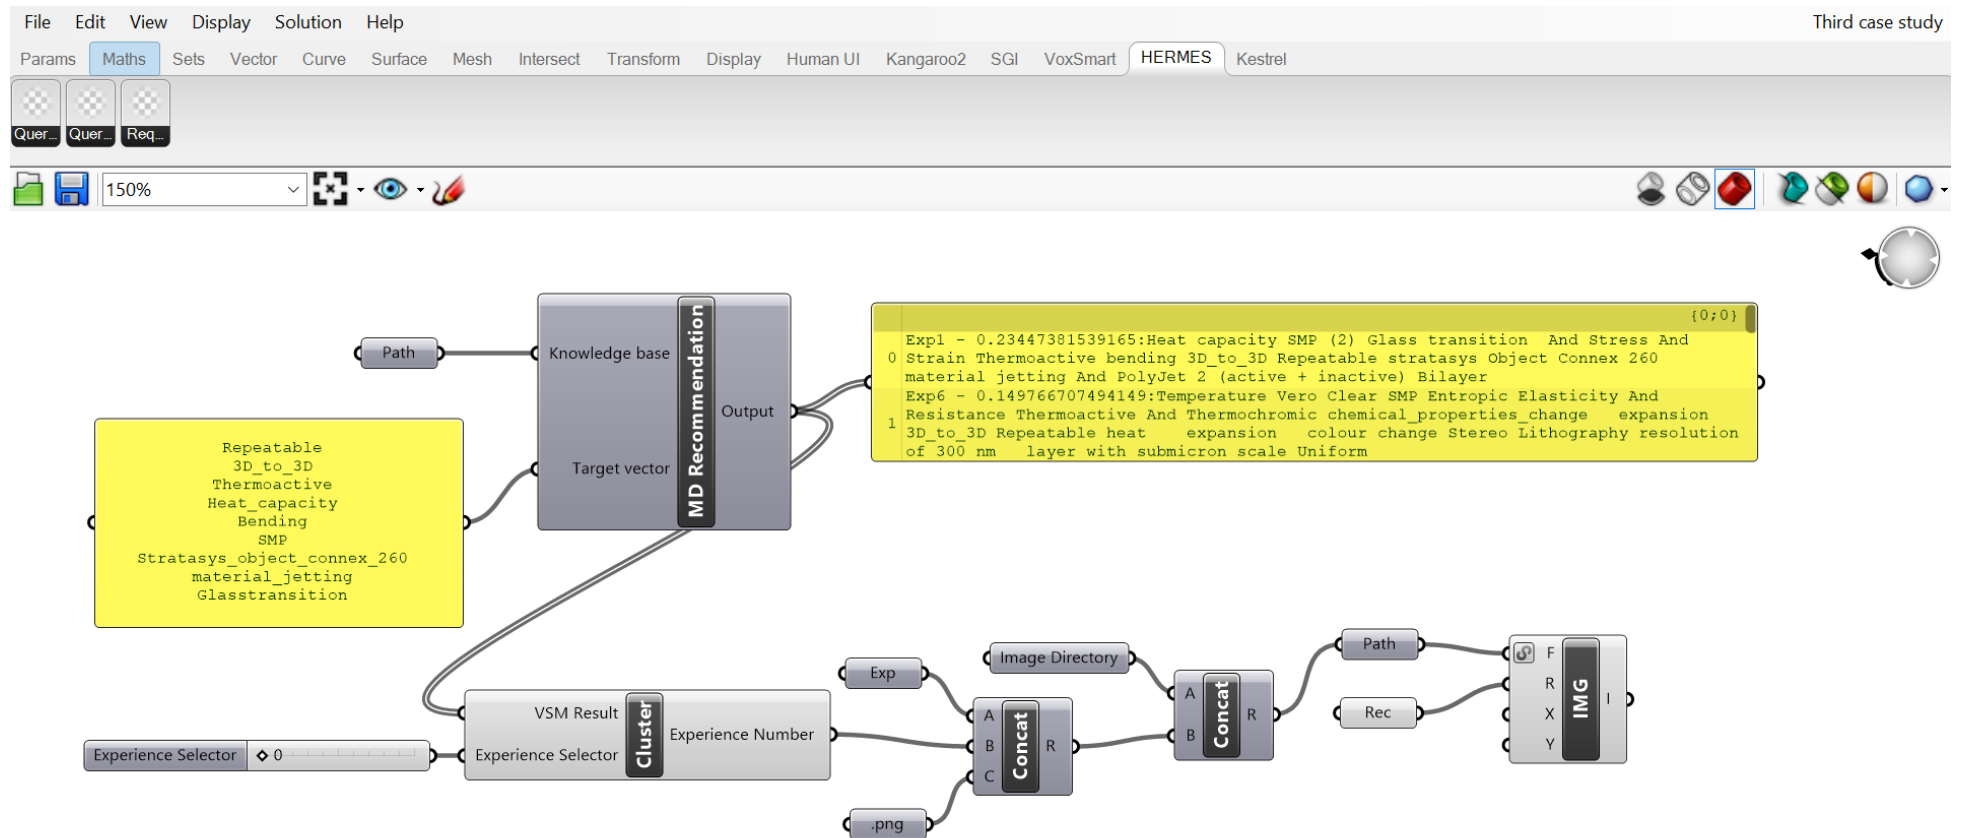 File Edit View Display Solution Help Third case study
Params Maths Sets Vector Curve Surface Mesh Intersect Transform Display Human UI Kangaroo2 SGI VoxSmart HERMES Kestrel
Quer... Quer... Req...
150%
{0;0}
0 Exp1 - 0.23447381539165:Heat capacity SMP (2) Glass transition And Stress And
Strain Thermoactive bending 3D_to_3D Repeatable stratasys Object Connex 260
material jetting And PolyJet 2 (active + inactive) Bilayer
1 Exp6 - 0.149766707494149:Temperature Vero Clear SMP Entropic Elasticity And
Resistance Thermoactive And Thermochromic chemical_properties_change expansion
3D_to_3D Repeatable heat expansion colour change Stereo Lithography resolution
of 300 nm layer with submicron scale Uniform
Path
Knowledge base
Target vector
MD Recommendation
Output
Repeatable
3D_to_3D
Thermoactive
Heat_capacity
Bending
SMP
Stratasys_object_connex_260
material_jetting
Glasstransition
Experience Selector 0
VSM Result
Experience Selector
Cluster
Experience Number
Exp
.png
A
B
C
Concat
R
Image Directory
A
B
Concat
R
Path
Rec
F
R
X
Y
IMG
I